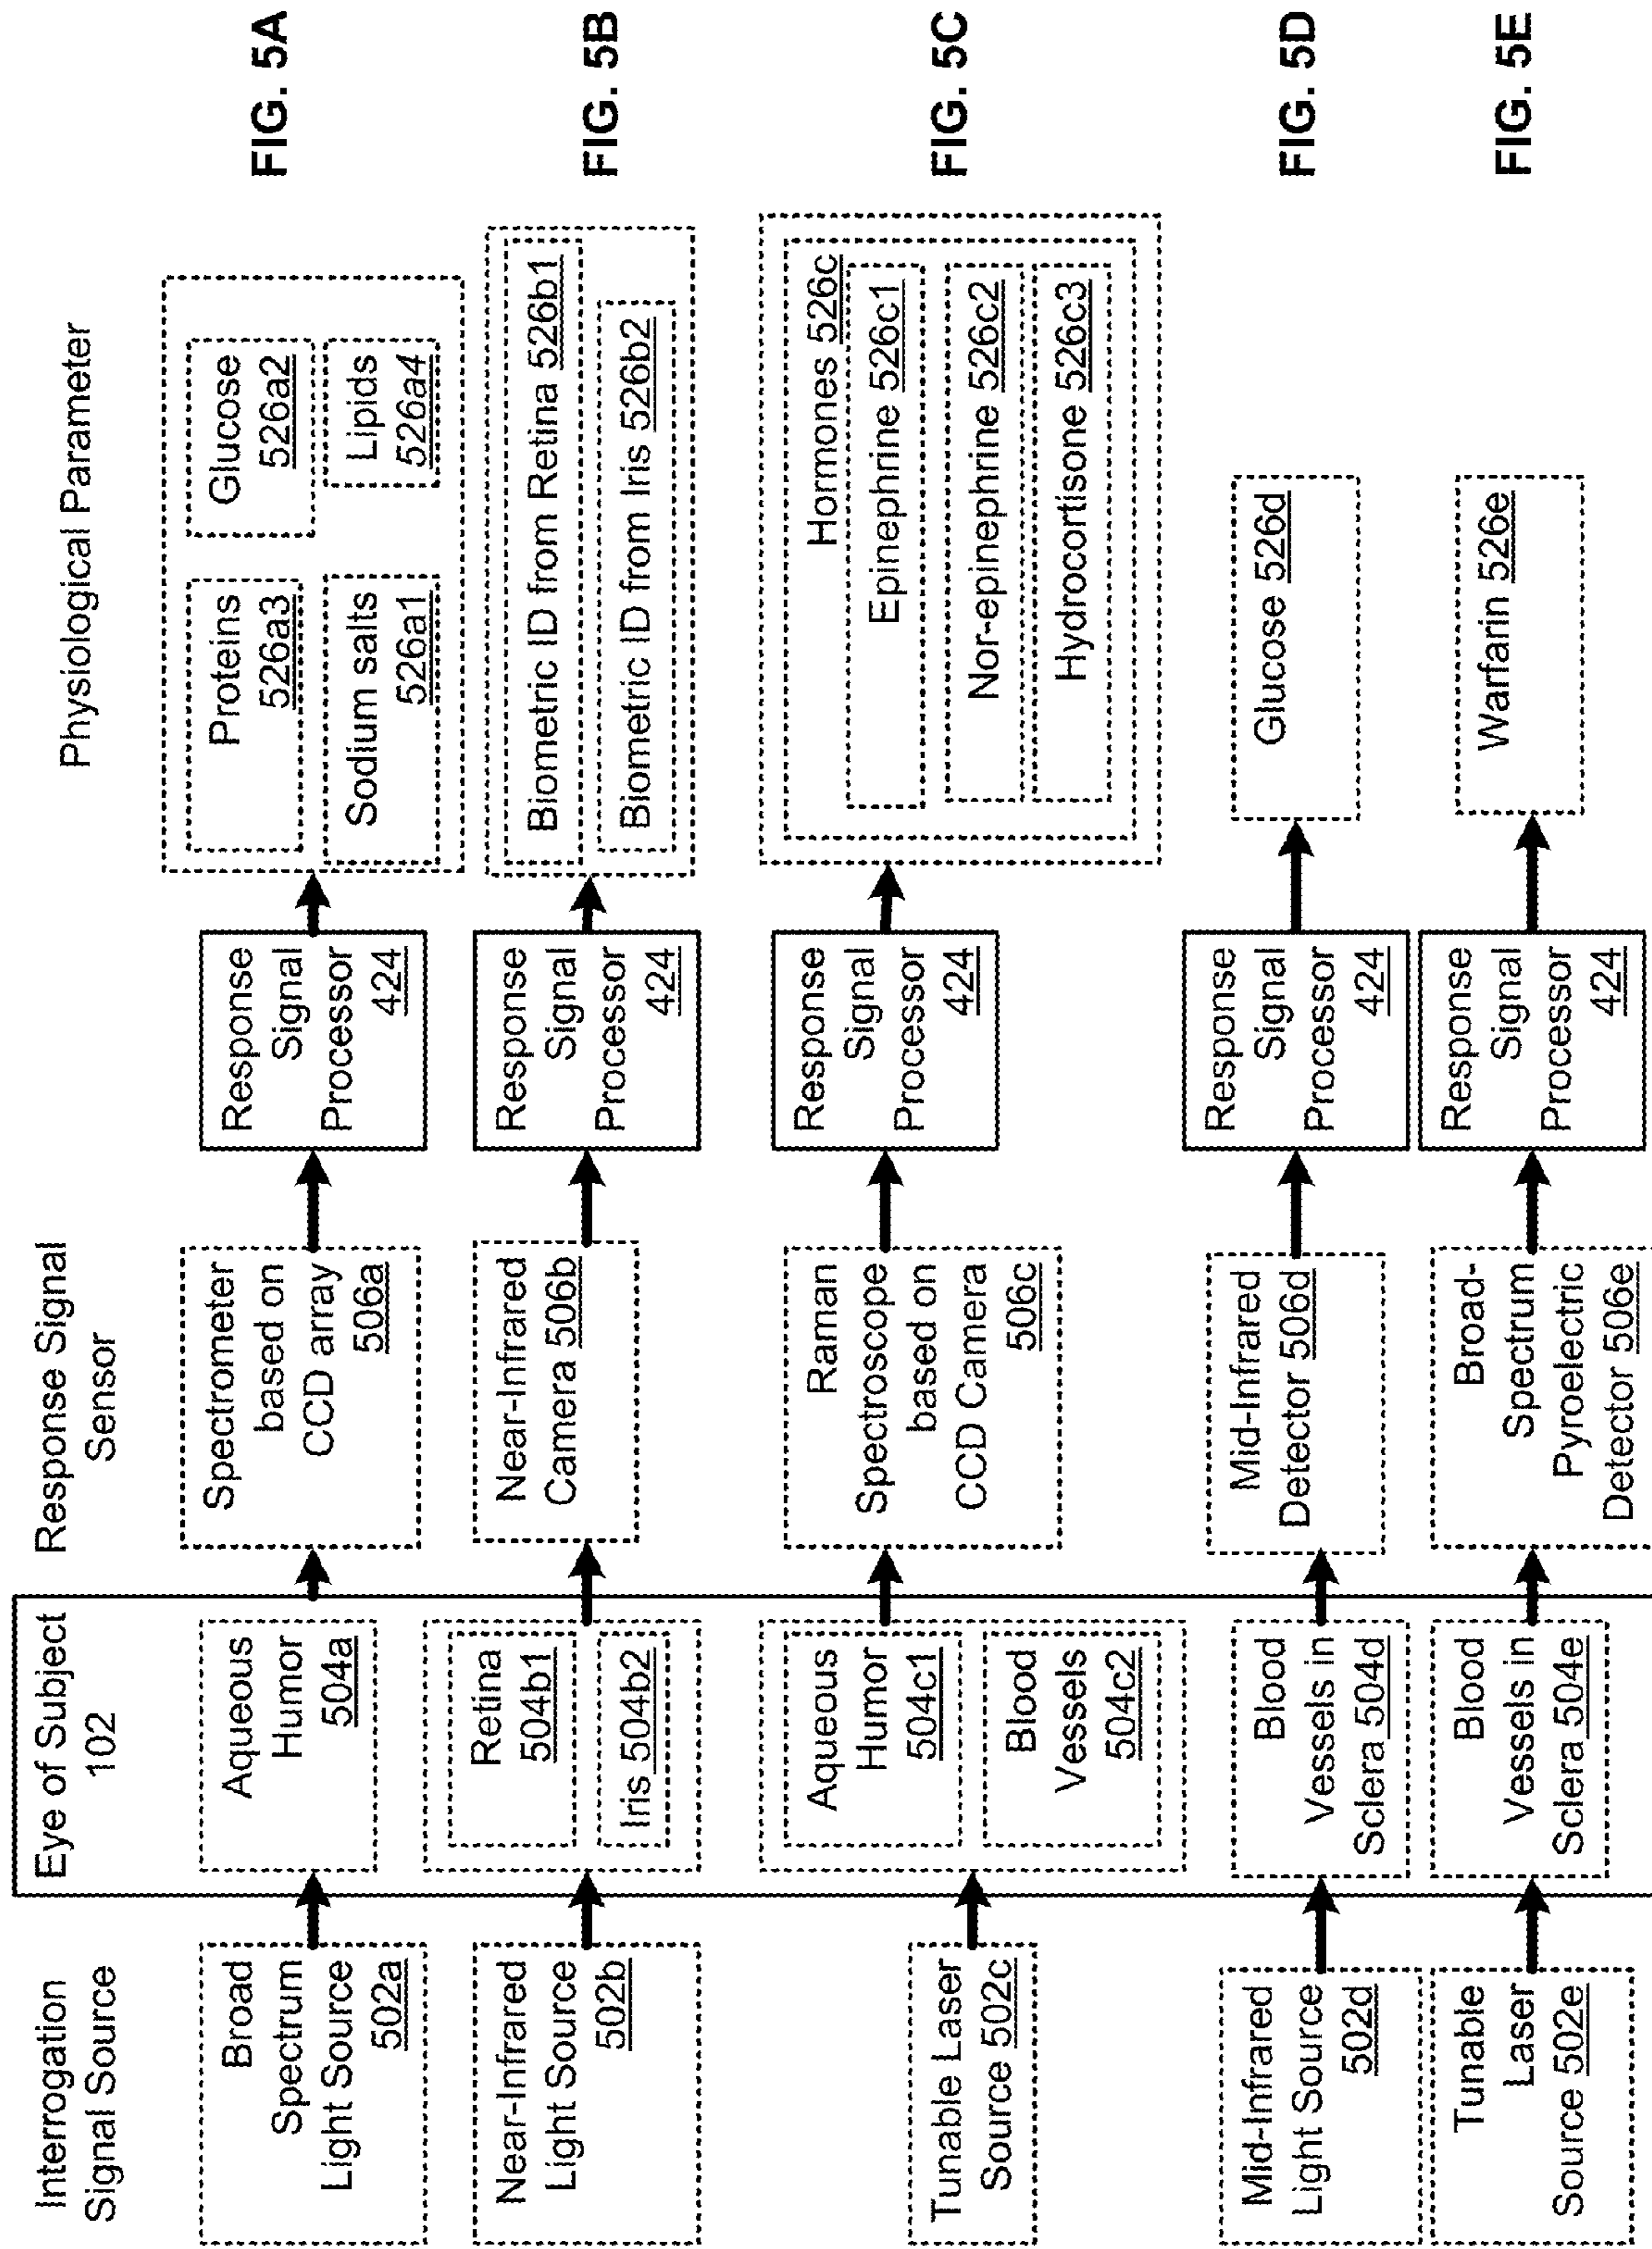 Interrogation
Signal Source
Eye of Subject
102
Response Signal
Sensor
Physiological Parameter
Broad
Spectrum
Light Source
502a
Aqueous
Humor
504a
Spectrometer
based on
CCD array
506a
Response
Signal
Processor
424
Proteins
526a3
Glucose
526a2
Sodium salts
526a1
Lipids
526a4
FIG. 5A
Near-Infrared
Light Source
502b
Retina
504b1
Iris 504b2
Near-Infrared
Camera 506b
Response
Signal
Processor
424
Biometric ID from Retina 526b1
Biometric ID from Iris 526b2
FIG. 5B
Tunable Laser
Source 502c
Aqueous
Humor
504c1
Blood
Vessels
504c2
Raman
Spectroscope
based on
CCD Camera
506c
Response
Signal
Processor
424
Hormones 526c
Epinephrine 526c1
Nor-epinephrine 526c2
Hydrocortisone 526c3
FIG. 5C
Mid-Infrared
Light Source
502d
Blood
Vessels in
Sclera 504d
Mid-Infrared
Detector 506d
Response
Signal
Processor
424
Glucose 526d
FIG. 5D
Tunable
Laser
Source 502e
Blood
Vessels in
Sclera 504e
Broad-
Spectrum
Pyroelectric
Detector 506e
Response
Signal
Processor
424
Warfarin 526e
FIG. 5E